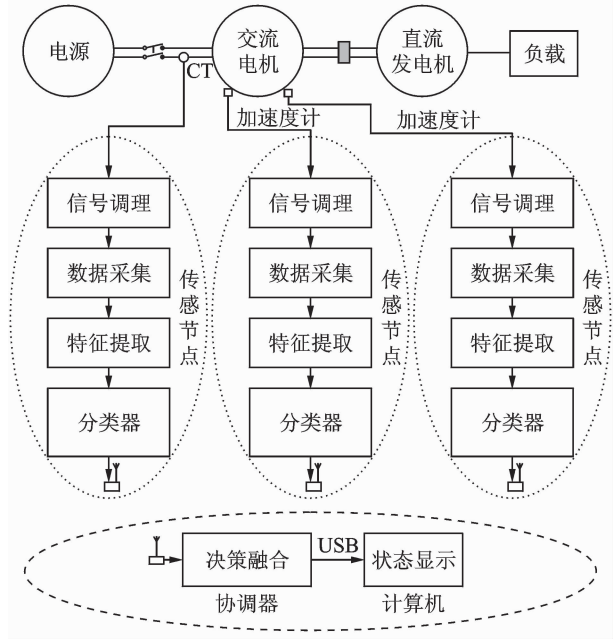 电源
CT
交流
电机
直流
发电机
负载
加速度计
加速度计
信号调理
数据采集
特征提取
分类器
传感节点
信号调理
数据采集
特征提取
分类器
传感节点
信号调理
数据采集
特征提取
分类器
传感节点
决策融合
USB
状态显示
协调器
计算机